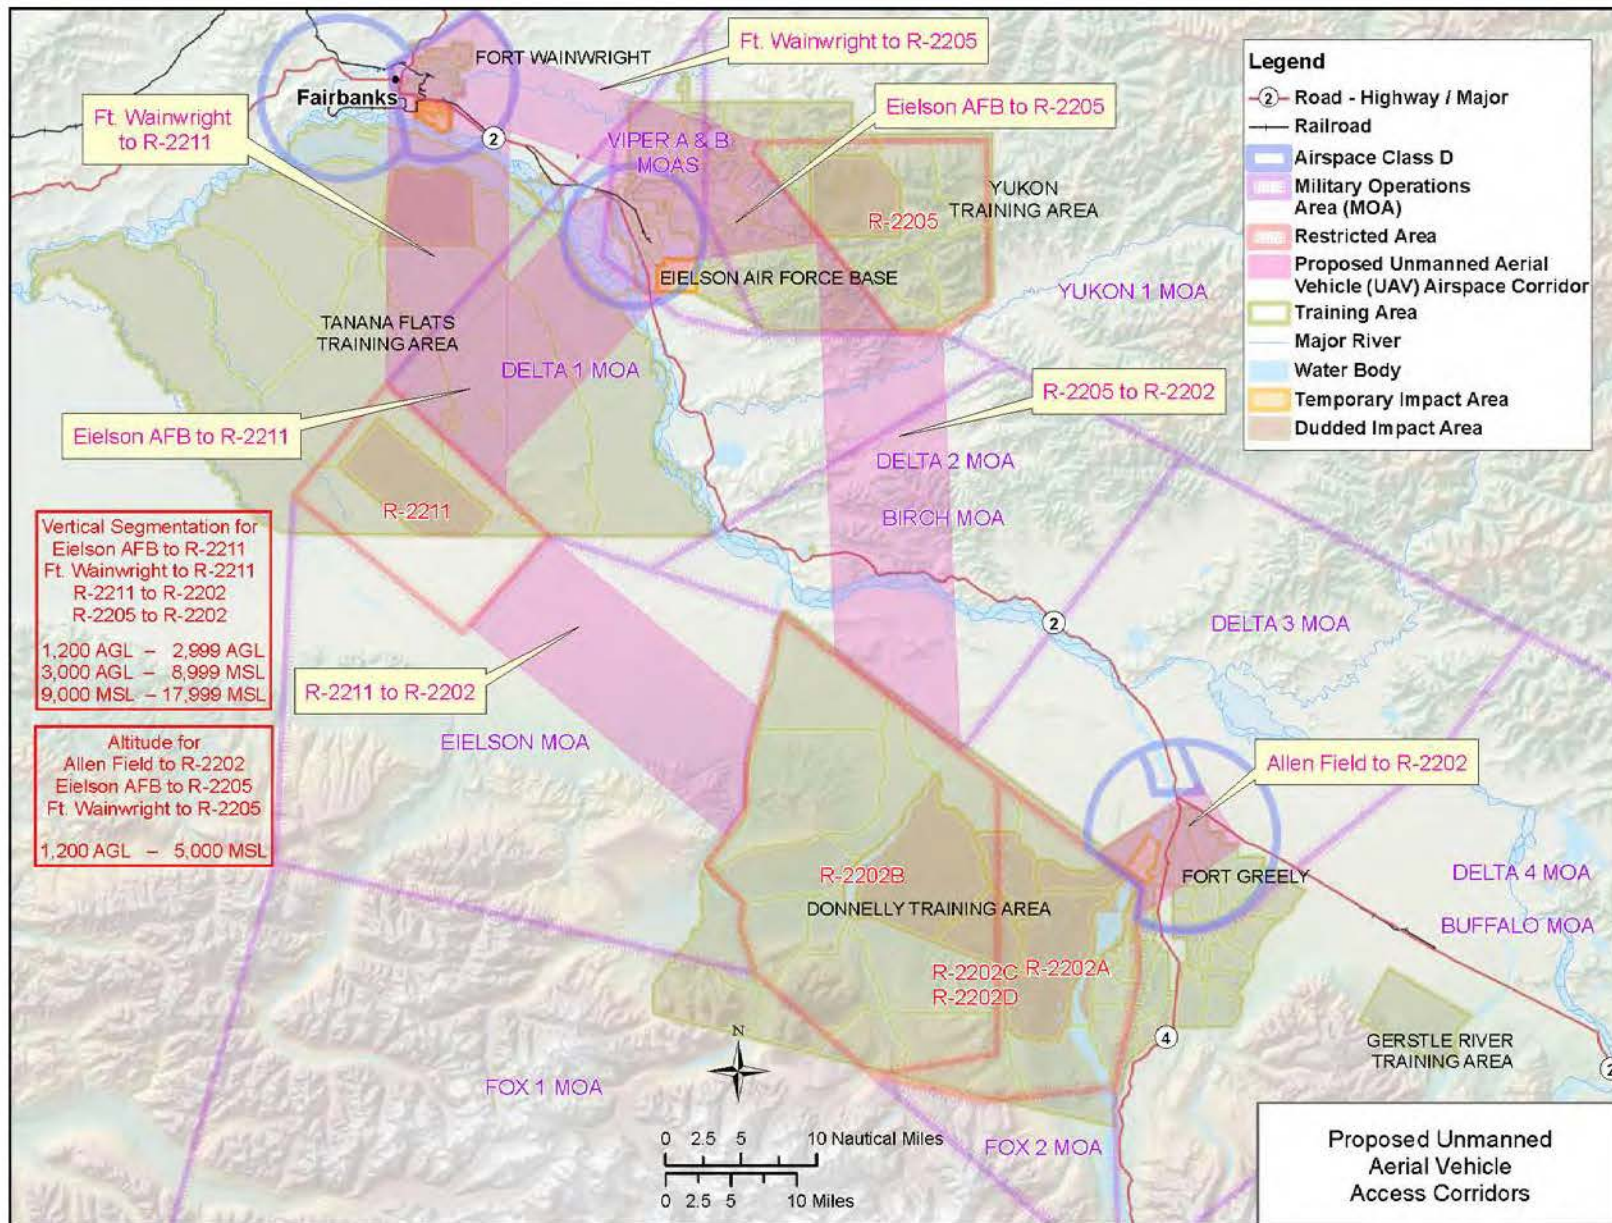 Ft. Wainwright to R-2205
FORT WAINWRIGHT
Fairbanks
Ft. Wainwright
to R-2211
2
Eielson AFB to R-2205
VIPER A & B
MOAS
YUKON
TRAINING AREA
R-2205
EIELSON AIR FORCE BASE
YUKON 1 MOA
TANANA FLATS
TRAINING AREA
DELTA 1 MOA
R-2205 to R-2202
Eielson AFB to R-2211
DELTA 2 MOA
R-2211
BIRCH MOA
Legend
2 Road - Highway / Major
Railroad
Airspace Class D
Military Operations
Area (MOA)
Restricted Area
Proposed Unmanned Aerial
Vehicle (UAV) Airspace Corridor
Training Area
Major River
Water Body
Temporary Impact Area
Dudded Impact Area
Vertical Segmentation for
Eielson AFB to R-2211
Ft. Wainwright to R-2211
R-2211 to R-2202
R-2205 to R-2202
1,200 AGL – 2,999 AGL
3,000 AGL – 8,999 MSL
9,000 MSL – 17,999 MSL
2
DELTA 3 MOA
R-2211 to R-2202
EIELSON MOA
Altitude for
Allen Field to R-2202
Eielson AFB to R-2205
Ft. Wainwright to R-2205
1,200 AGL – 5,000 MSL
Allen Field to R-2202
R-2202B
FORT GREELY
DELTA 4 MOA
DONNELLY TRAINING AREA
BUFFALO MOA
R-2202C
R-2202A
R-2202D
4
GERSTLE RIVER
TRAINING AREA
2
N
FOX 1 MOA
FOX 2 MOA
0 2.5 5 10 Nautical Miles
0 2.5 5 10 Miles
Proposed Unmanned
Aerial Vehicle
Access Corridors